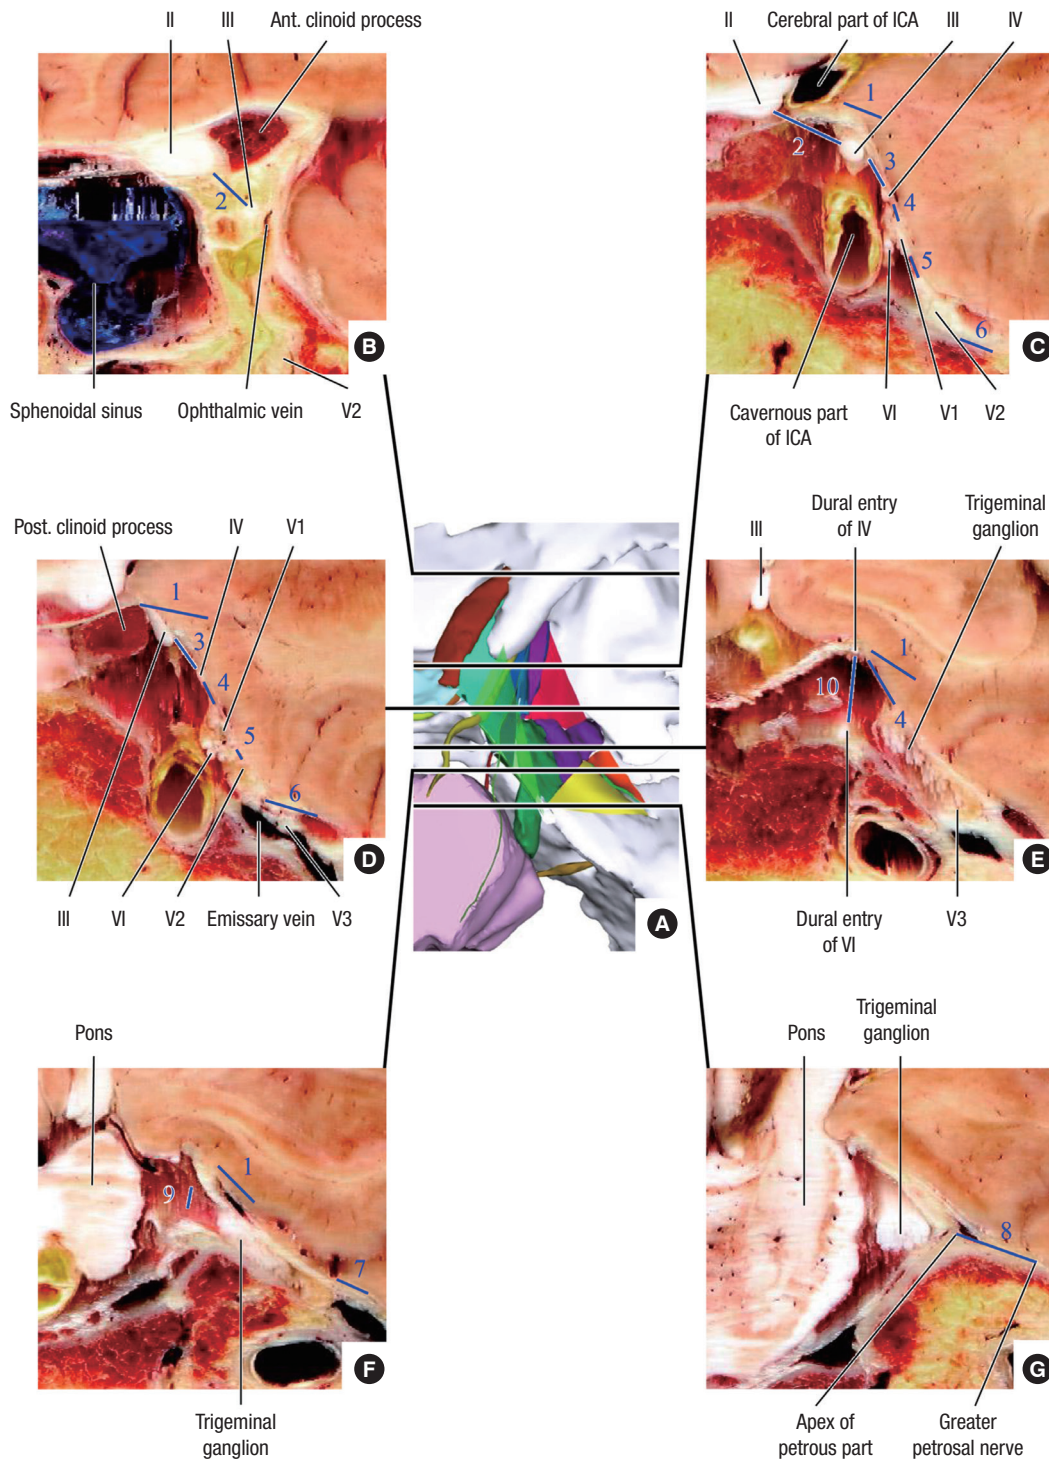 II III Ant. clinoid process
2
B
Sphenoidal sinus Ophthalmic vein V2
II Cerebral part of ICA III IV
1
2
3
4
5
6
C
Cavernous part
of ICA
VI V1 V2
Post. clinoid process IV V1
1
3
4
5
6
D
III VI V2 Emissary vein V3
A
III
Dural entry
of IV
Trigeminal
ganglion
1
10
4
E
Dural entry
of VI
V3
Pons
1
9
7
F
Trigeminal
ganglion
Pons
Trigeminal
ganglion
8
G
Apex of
petrous part
Greater
petrosal nerve